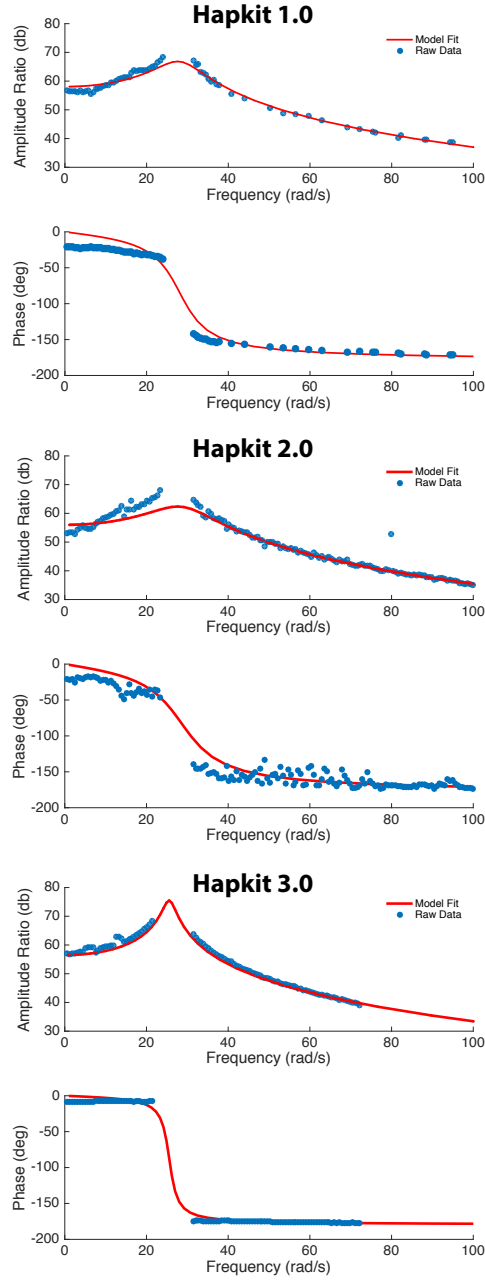 Hapkit 1.0
Amplitude Ratio (db)
80
70
60
50
40
30
Model Fit
Raw Data
0 20 40 60 80 100
Frequency (rad/s)
Phase (deg)
0
-50
-100
-150
-200
0 20 40 60 80 100
Frequency (rad/s)
Hapkit 2.0
Amplitude Ratio (db)
80
70
60
50
40
30
Model Fit
Raw Data
0 20 40 60 80 100
Frequency (rad/s)
Phase (deg)
0
-50
-100
-150
-200
0 20 40 60 80 100
Frequency (rad/s)
Hapkit 3.0
Amplitude Ratio (db)
80
70
60
50
40
30
Model Fit
Raw Data
0 20 40 60 80 100
Frequency (rad/s)
Phase (deg)
0
-50
-100
-150
-200
0 20 40 60 80 100
Frequency (rad/s)